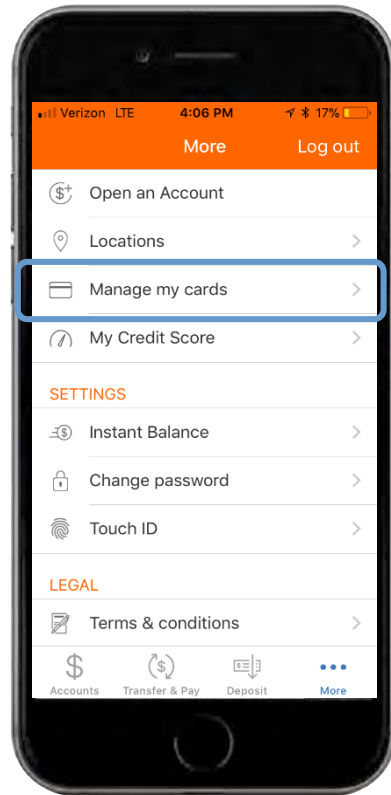 Verizon LTE 4:06 PM 17%
More Log out
Open an Account
Locations
Manage my cards
My Credit Score
SETTINGS
Instant Balance
Change password
Touch ID
LEGAL
Terms & conditions
Accounts Transfer & Pay Deposit More